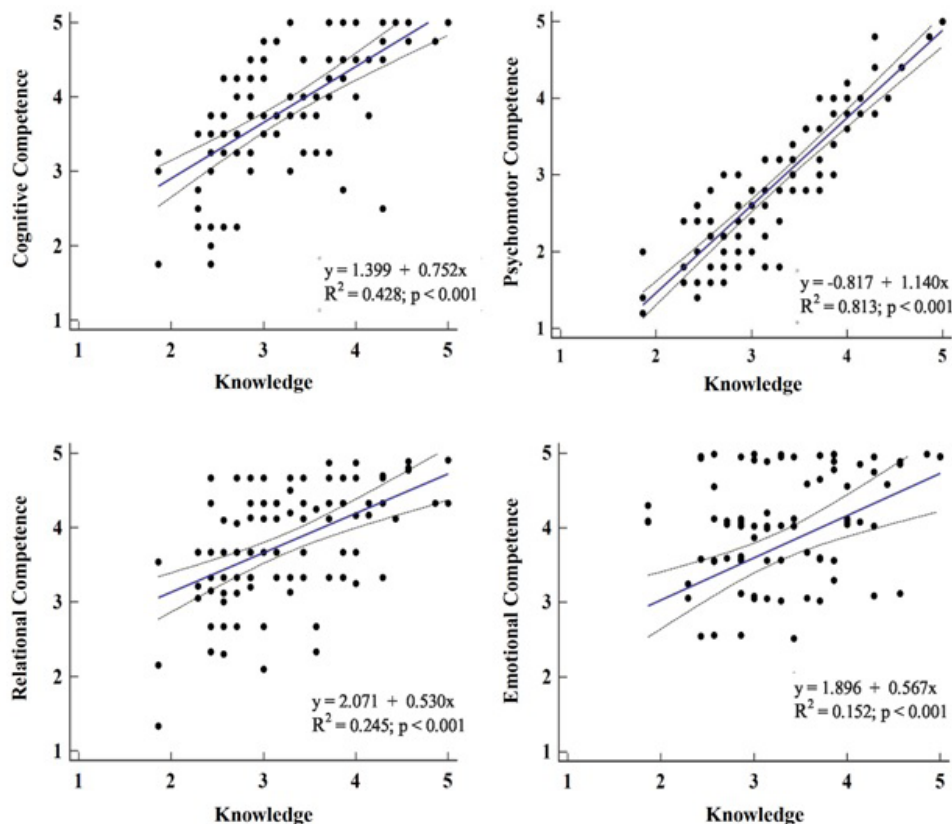 Cognitive Competence
5
4
3
2
1
y = 1.399 + 0.752x
R² = 0.428; p < 0.001
1 2 3 4 5
Knowledge
Psychomotor Competence
5
4
3
2
1
y = -0.817 + 1.140x
R² = 0.813; p < 0.001
1 2 3 4 5
Knowledge
Relational Competence
5
4
3
2
1
y = 2.071 + 0.530x
R² = 0.245; p < 0.001
1 2 3 4 5
Knowledge
Emotional Competence
5
4
3
2
1
y = 1.896 + 0.567x
R² = 0.152; p < 0.001
1 2 3 4 5
Knowledge